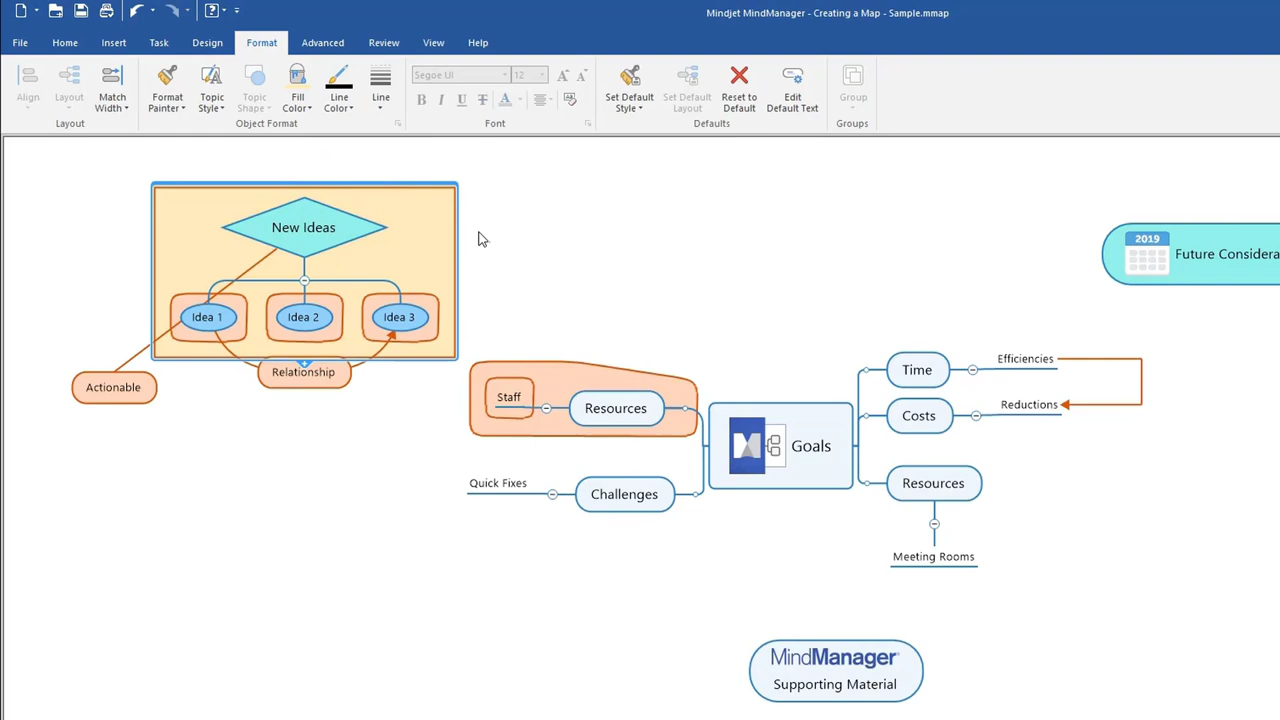 Mindjet MindManager - Creating a Map - Sample.mmap
File Home Insert Task Design Format Advanced Review View Help
Align Layout Match Width
Format Painter Topic Style Topic Shape Fill Color Line Color Line
Segoe UI 12
B I U T A
Set Default Style Set Default Layout Reset to Default Edit Default Text
Group
Layout Object Format Font Defaults Groups
New Ideas
Idea 1 Idea 2 Idea 3
Relationship
Actionable
2019
Future Considera
Staff
Resources
Quick Fixes
Challenges
Goals
Time
Efficiencies
Costs
Reductions
Resources
Meeting Rooms
MindManager
Supporting Material